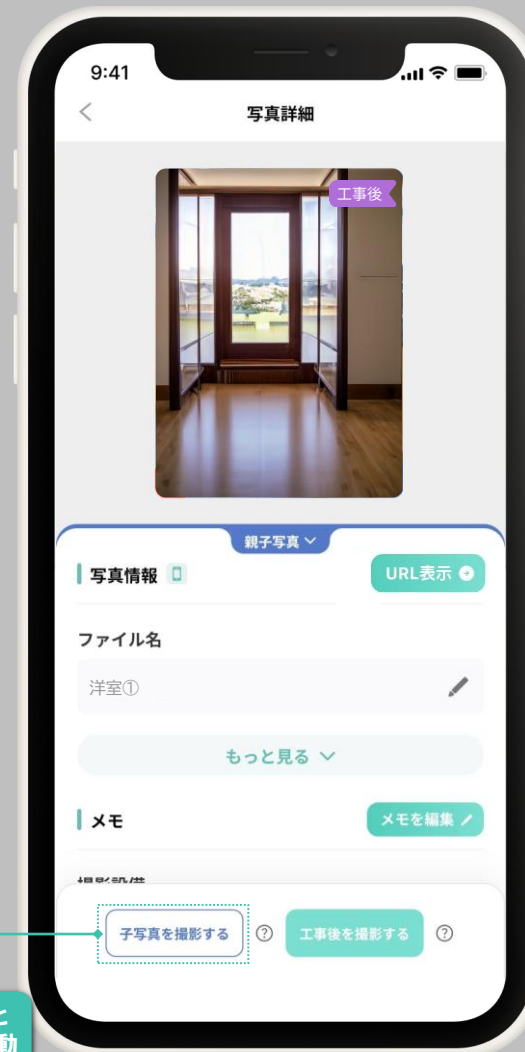 9:41
写真詳細
工事後
親子写真
写真情報
URL表示
ファイル名
洋室①
もっと見る
メモ
メモを編集
子写真を撮影する ?
工事後を撮影する ?
と
動